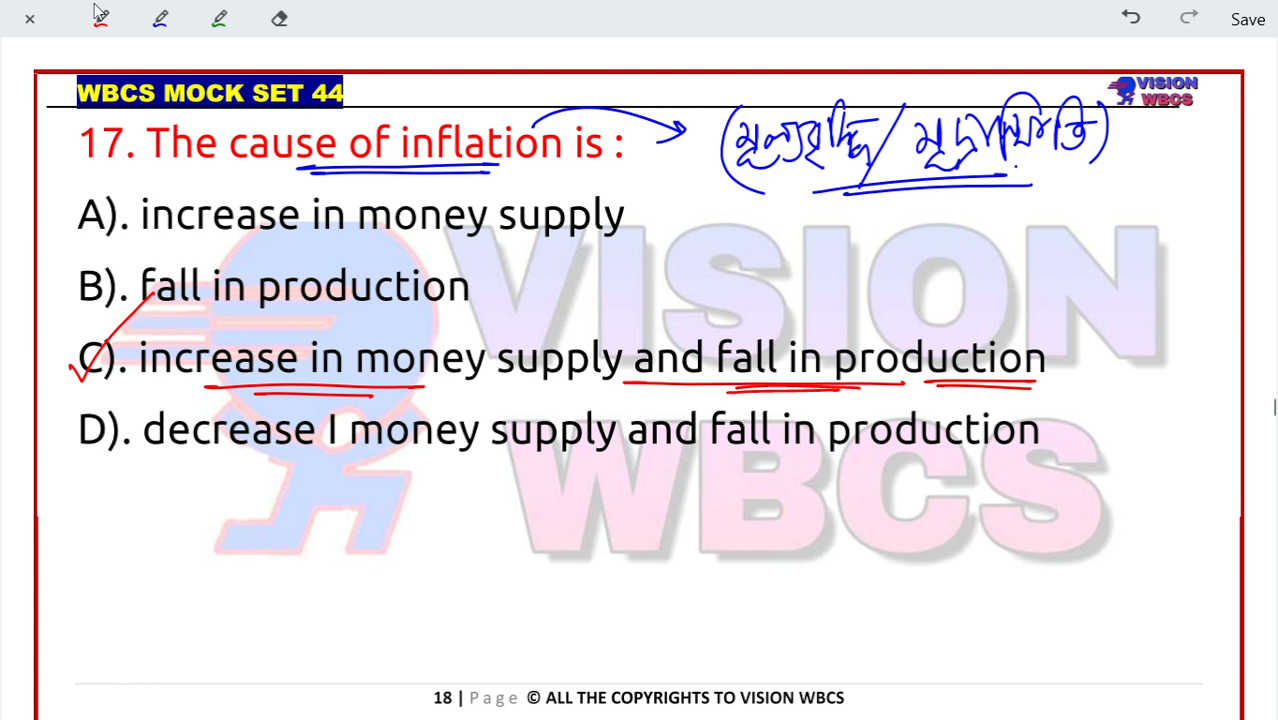 Save
WBCS MOCK SET 44
VISION
WBCS
17. The cause of inflation is :
(মূল্যবৃদ্ধি / মুদ্রাস্ফিতি)
A). increase in money supply
B). fall in production
C). increase in money supply and fall in production
D). decrease I money supply and fall in production
VISION
WBCS
18 | Page © ALL THE COPYRIGHTS TO VISION WBCS